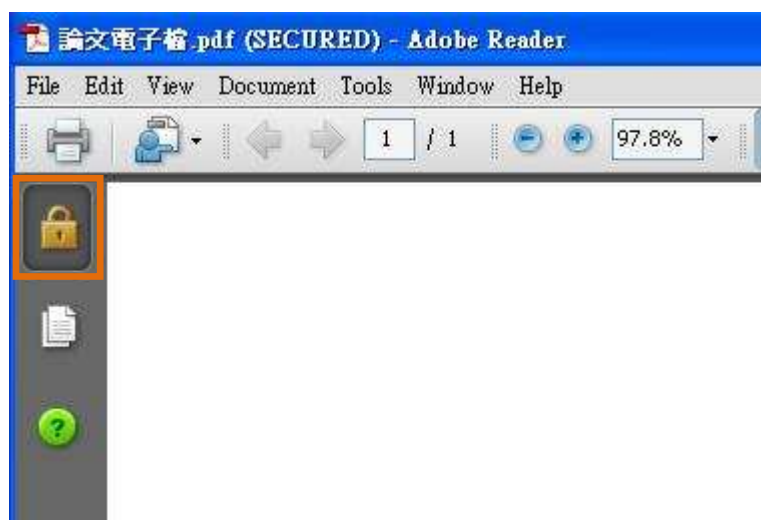 論文電子檔.pdf (SECURED) - Adobe Reader
File Edit View Document Tools Window Help
1 / 1 97.8%
?